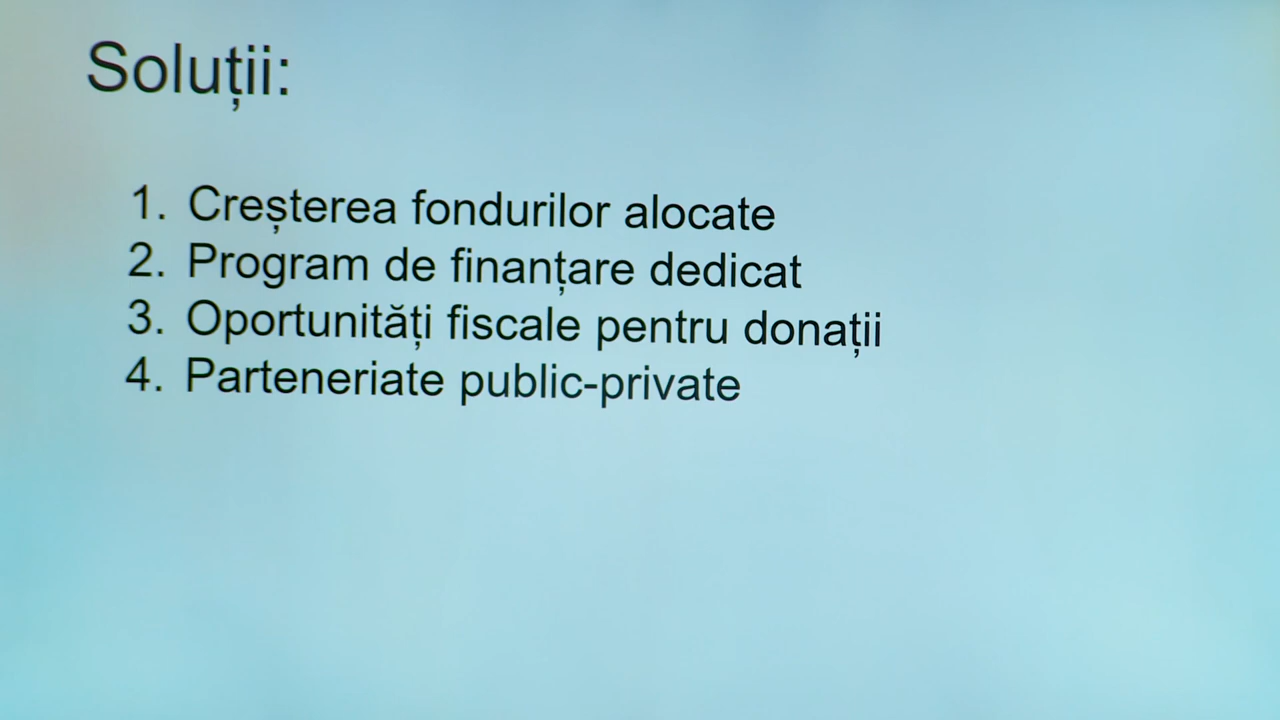 Soluții:
1. Creșterea fondurilor alocate
2. Program de finanțare dedicat
3. Oportunități fiscale pentru donații
4. Parteneriate public-private